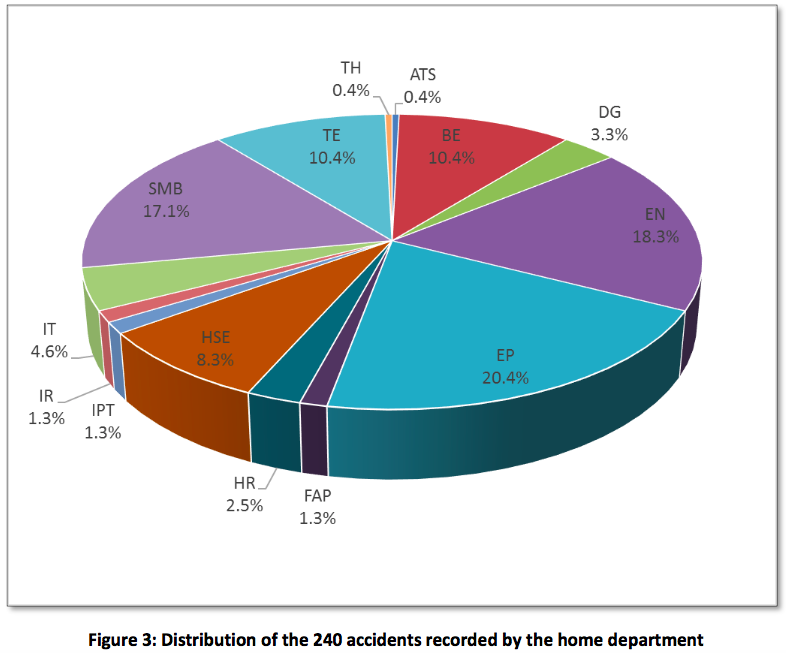 TH
0.4%
ATS
0.4%
DG
3.3%
TE
10.4%
BE
10.4%
SMB
17.1%
EN
18.3%
IT
4.6%
HSE
8.3%
EP
20.4%
IR
1.3%
IPT
1.3%
HR
2.5%
FAP
1.3%
Figure 3: Distribution of the 240 accidents recorded by the home department